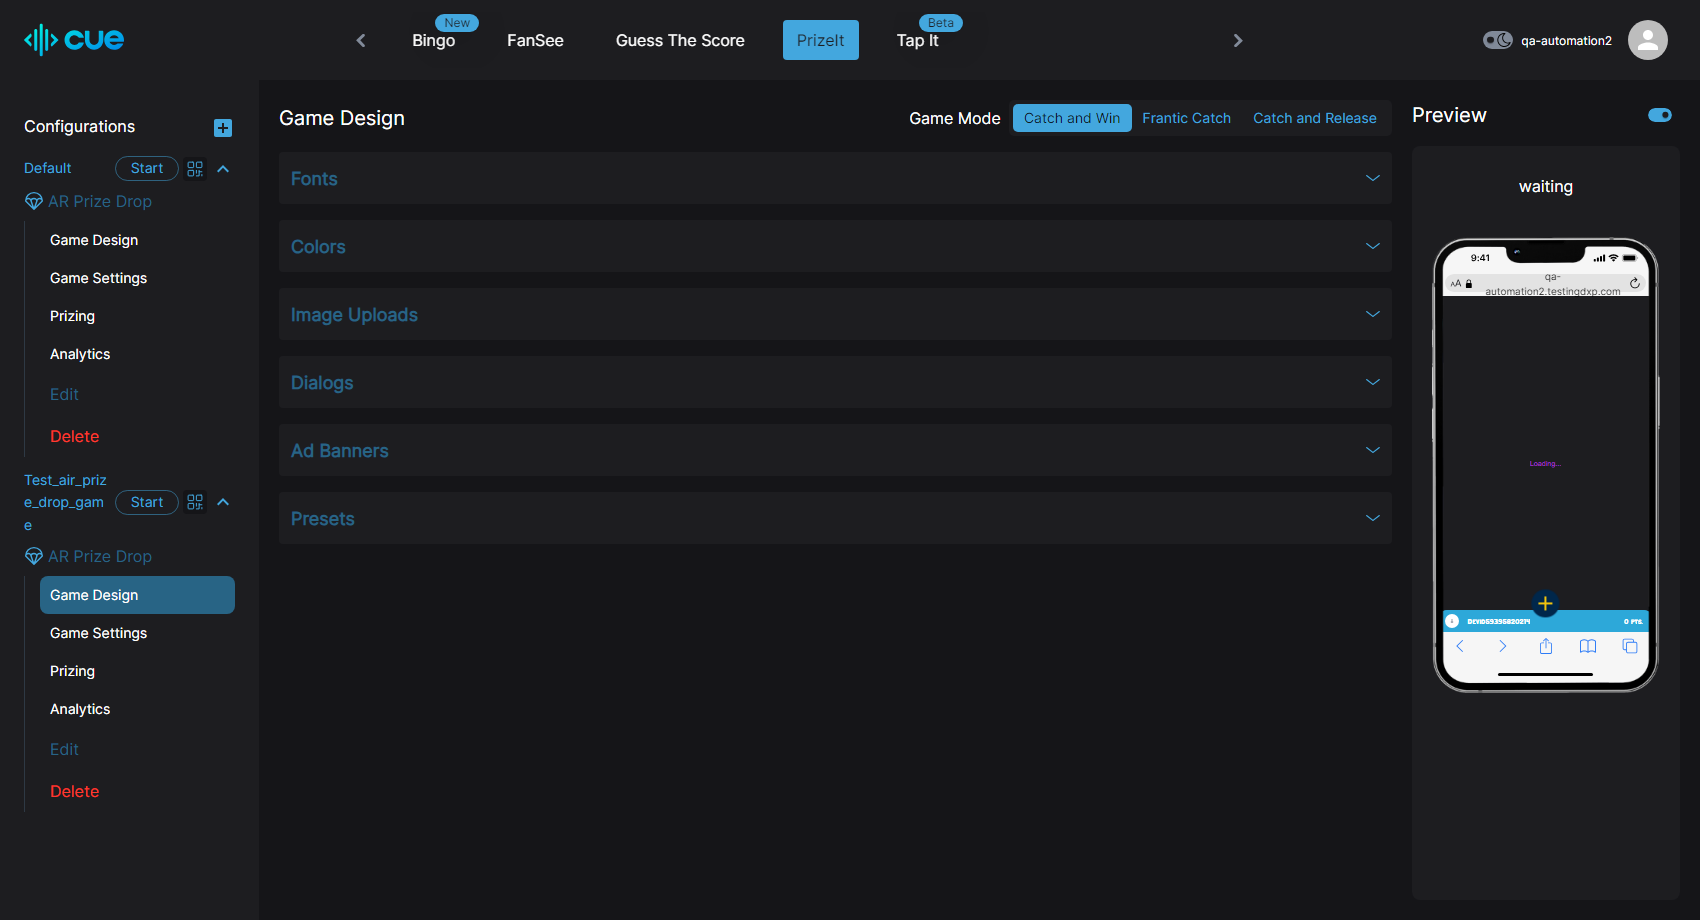 cue
New
Bingo
FanSee
Guess The Score
PrizeIt
Beta
Tap It
qa-automation2
Configurations
Default
Start
AR Prize Drop
Game Design
Game Settings
Prizing
Analytics
Edit
Delete
Test_air_priz
e_drop_gam
e
Start
AR Prize Drop
Game Design
Game Settings
Prizing
Analytics
Edit
Delete
Game Design
Game Mode
Catch and Win
Frantic Catch
Catch and Release
Fonts
Colors
Image Uploads
Dialogs
Ad Banners
Presets
Preview
waiting
9:41
AA
qa-
automation2.testingdxp.com
Loading...
0 PTS.